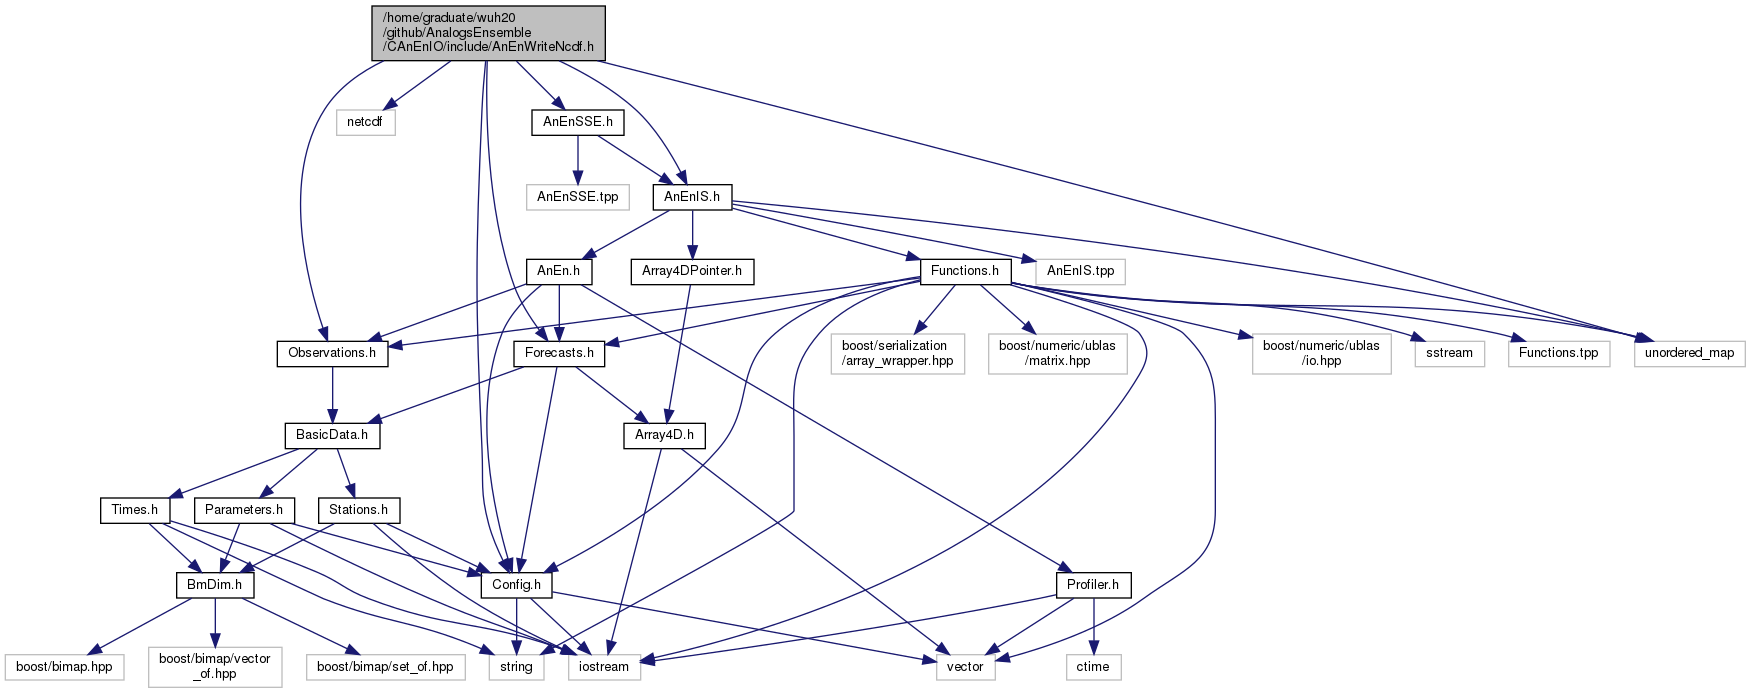 /home/graduate/wuh20
/github/AnalogsEnsemble
/CAnEnIO/include/AnEnWriteNcdf.h
netcdf
AnEnSSE.h
AnEnSSE.tpp
AnEnIS.h
AnEn.h
Array4DPointer.h
Functions.h
AnEnIS.tpp
Observations.h
Forecasts.h
boost/serialization
/array_wrapper.hpp
boost/numeric/ublas
/matrix.hpp
boost/numeric/ublas
/io.hpp
sstream
Functions.tpp
unordered_map
BasicData.h
Array4D.h
Times.h
Parameters.h
Stations.h
BmDim.h
Config.h
Profiler.h
boost/bimap.hpp
boost/bimap/vector
_of.hpp
boost/bimap/set_of.hpp
string
iostream
vector
ctime